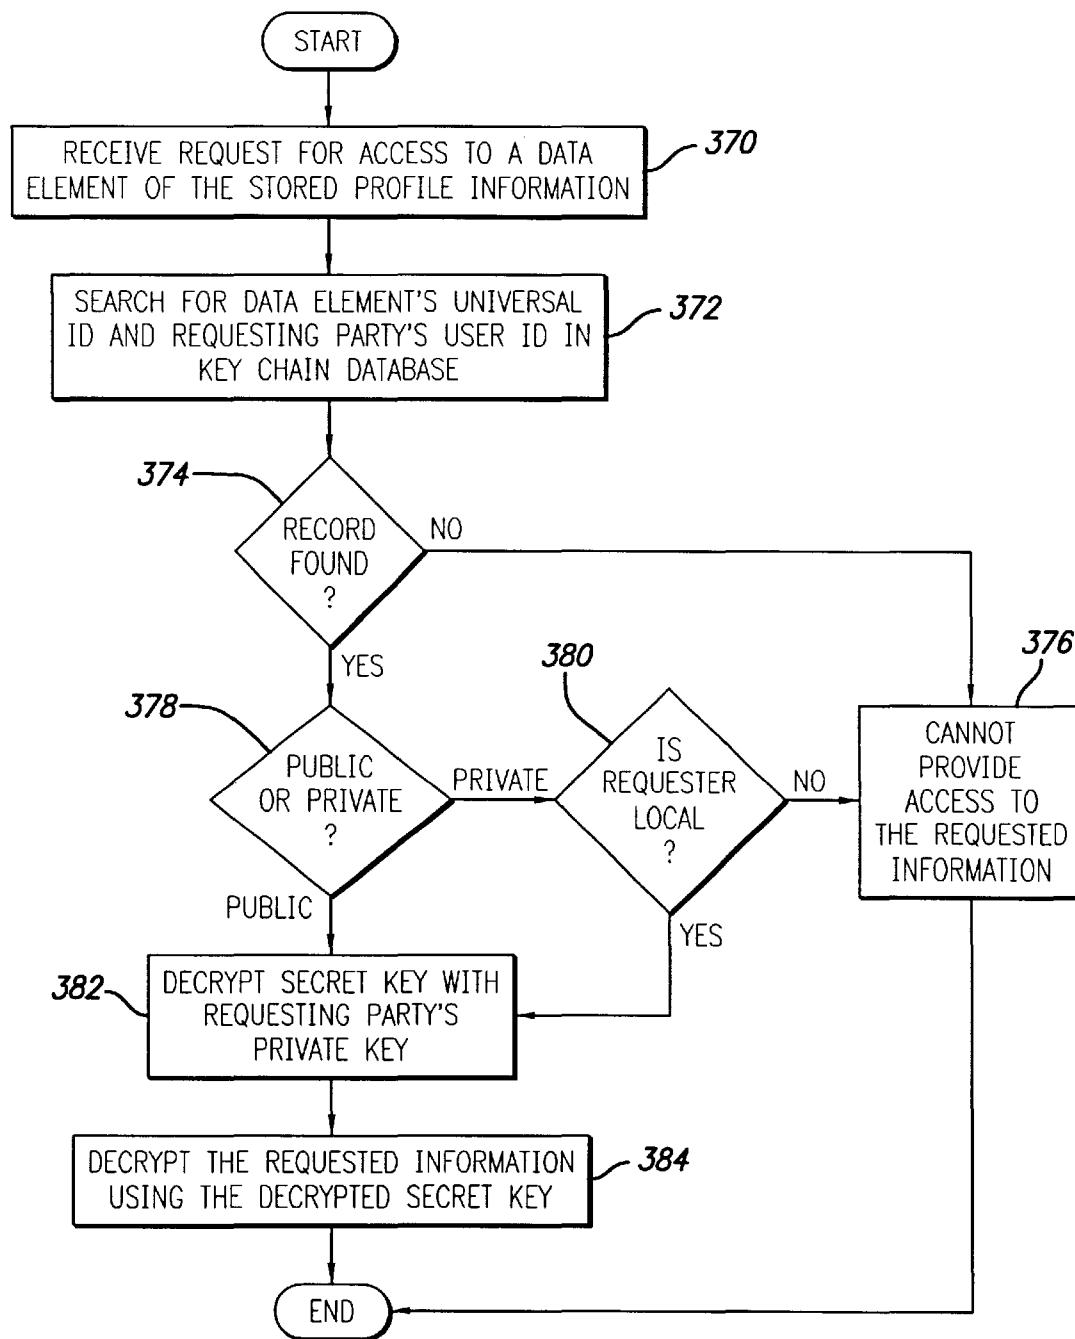 START
RECEIVE REQUEST FOR ACCESS TO A DATA
ELEMENT OF THE STORED PROFILE INFORMATION
370
SEARCH FOR DATA ELEMENT'S UNIVERSAL
ID AND REQUESTING PARTY'S USER ID IN
KEY CHAIN DATABASE
372
374
RECORD
FOUND
?
NO
YES
378
PUBLIC
OR PRIVATE
?
PRIVATE
PUBLIC
380
IS
REQUESTER
LOCAL
?
NO
YES
376
CANNOT
PROVIDE
ACCESS TO
THE REQUESTED
INFORMATION
382
DECRYPT SECRET KEY WITH
REQUESTING PARTY'S
PRIVATE KEY
DECRYPT THE REQUESTED INFORMATION
USING THE DECRYPTED SECRET KEY
384
END